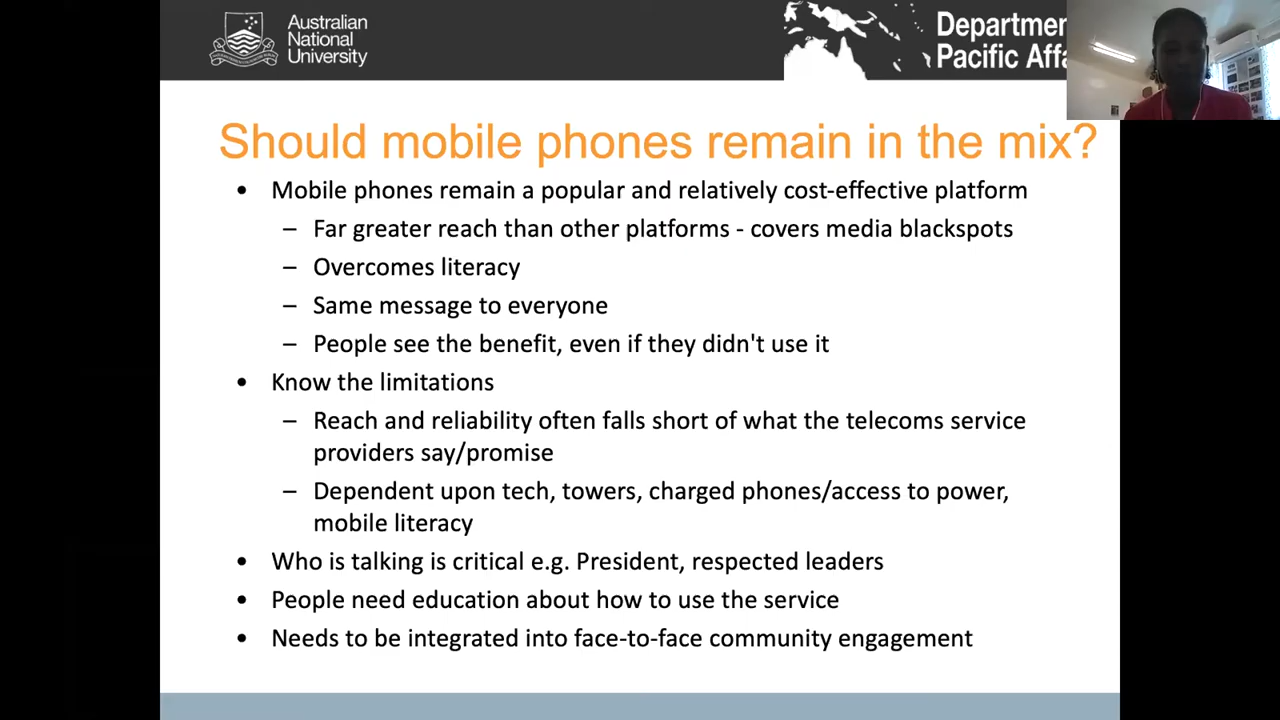 Australian
National
University
Departmen
Pacific Affa
Should mobile phones remain in the mix?
• Mobile phones remain a popular and relatively cost-effective platform
– Far greater reach than other platforms - covers media blackspots
– Overcomes literacy
– Same message to everyone
– People see the benefit, even if they didn't use it
• Know the limitations
– Reach and reliability often falls short of what the telecoms service
providers say/promise
– Dependent upon tech, towers, charged phones/access to power,
mobile literacy
• Who is talking is critical e.g. President, respected leaders
• People need education about how to use the service
• Needs to be integrated into face-to-face community engagement